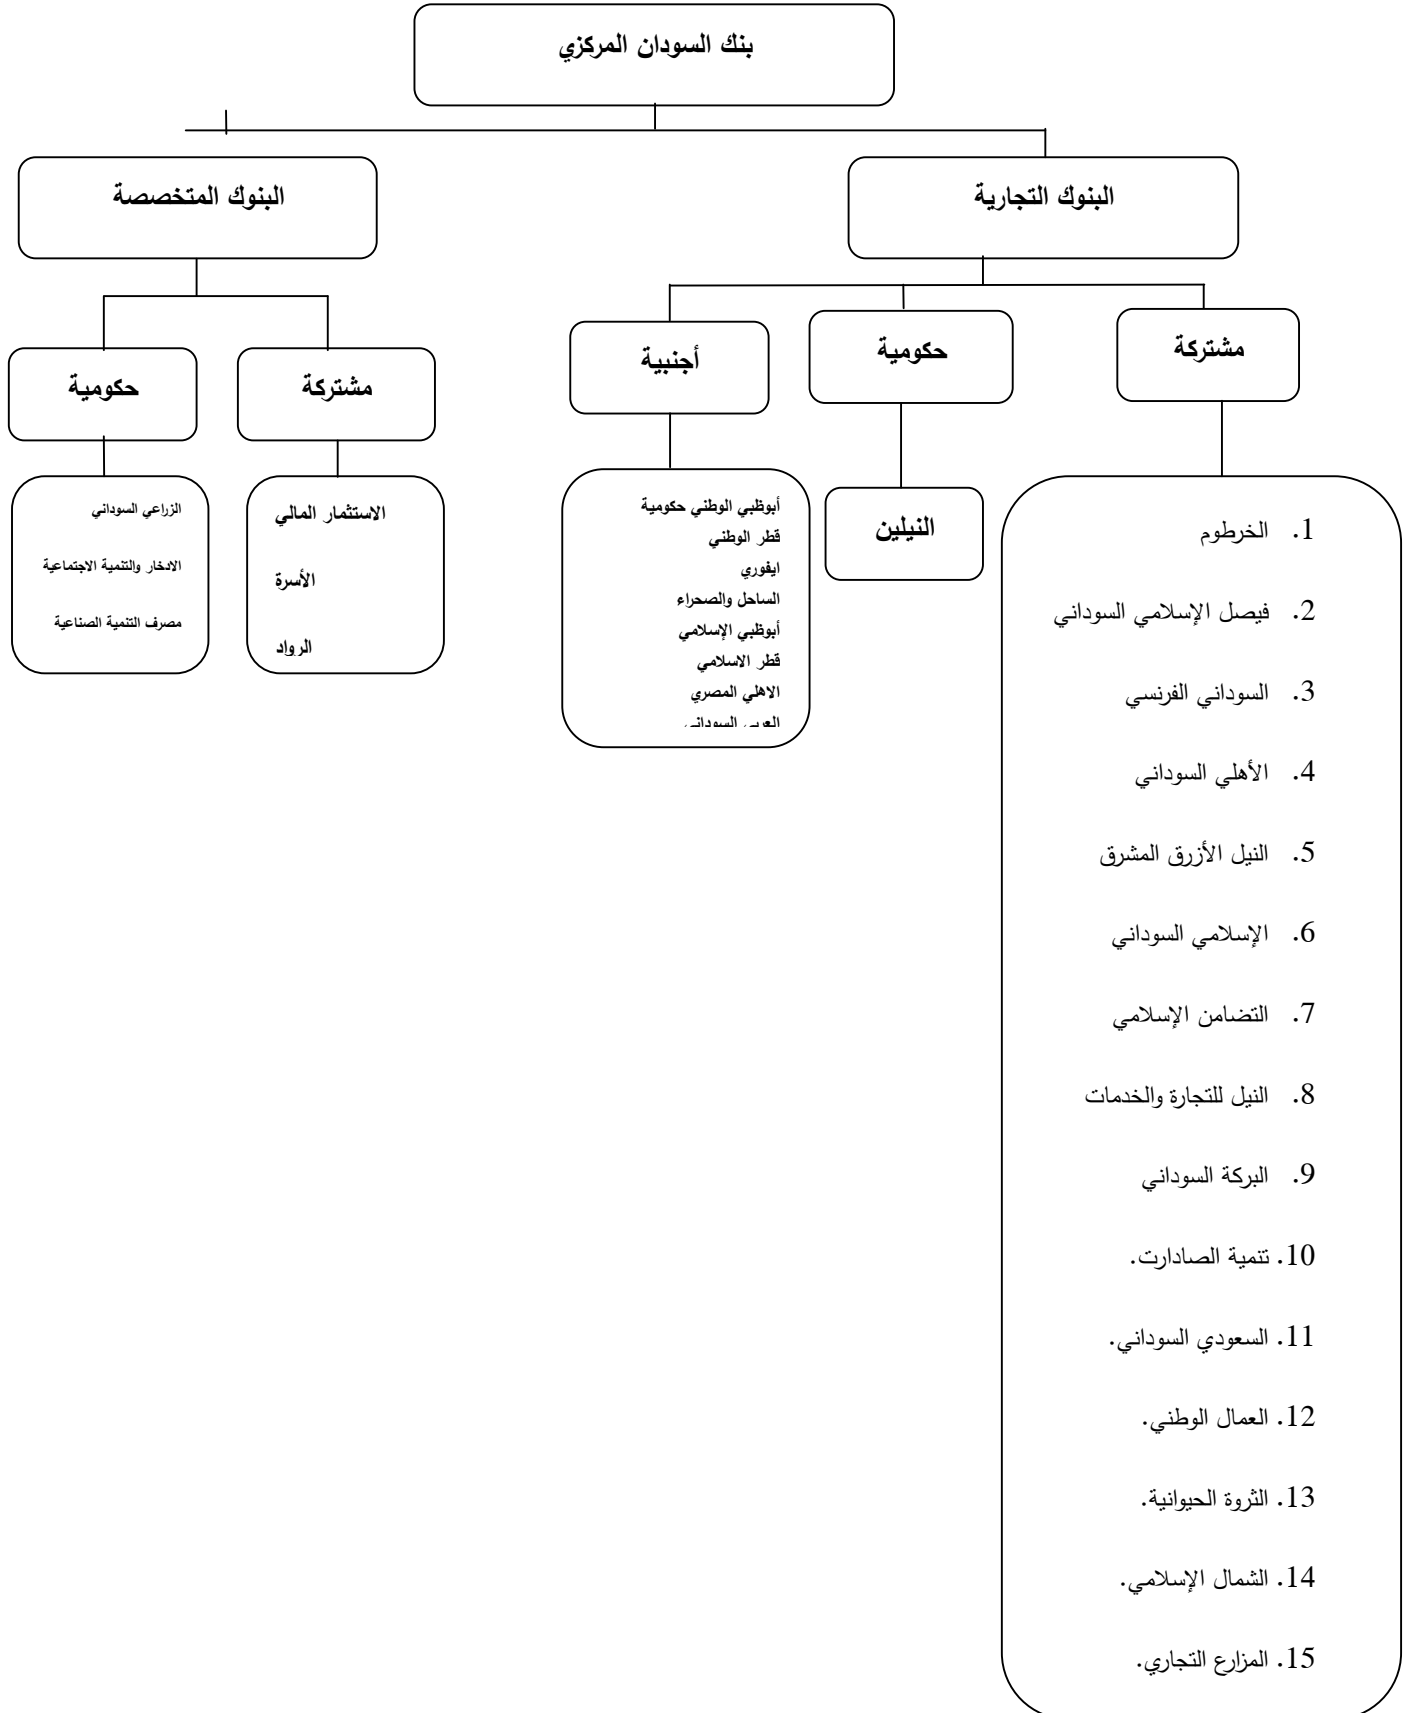 بنك السودان المركزي
البنوك التجارية
البنوك المتخصصة
مشتركة
حكومية
أجنبية
مشتركة
حكومية
1. الخرطوم
2. فيصل الإسلامي السوداني
3. السوداني الفرنسي
4. الأهلي السوداني
5. النيل الأزرق المشرق
6. الإسلامي السوداني
7. التضامن الإسلامي
8. النيل للتجارة والخدمات
9. البركة السوداني
10. تتمية الصادارت.
11. السعودي السوداني.
12. العمال الوطني.
13. الثروة الحيوانية.
14. الشمال الإسلامي.
15. المزارع التجاري.
النيلين
أبوظبي الوطني حكومية
قطر الوطني
ايفوري
الساحل والصحراء
أبوظبي الإسلامي
قطر الاسلامي
الاهلي المصري
العربي السوداني
الاستثمار المالي
الأسرة
الرواد
الزراعي السوداني
الادخار والتنمية الاجتماعية
مصرف التنمية الصناعية